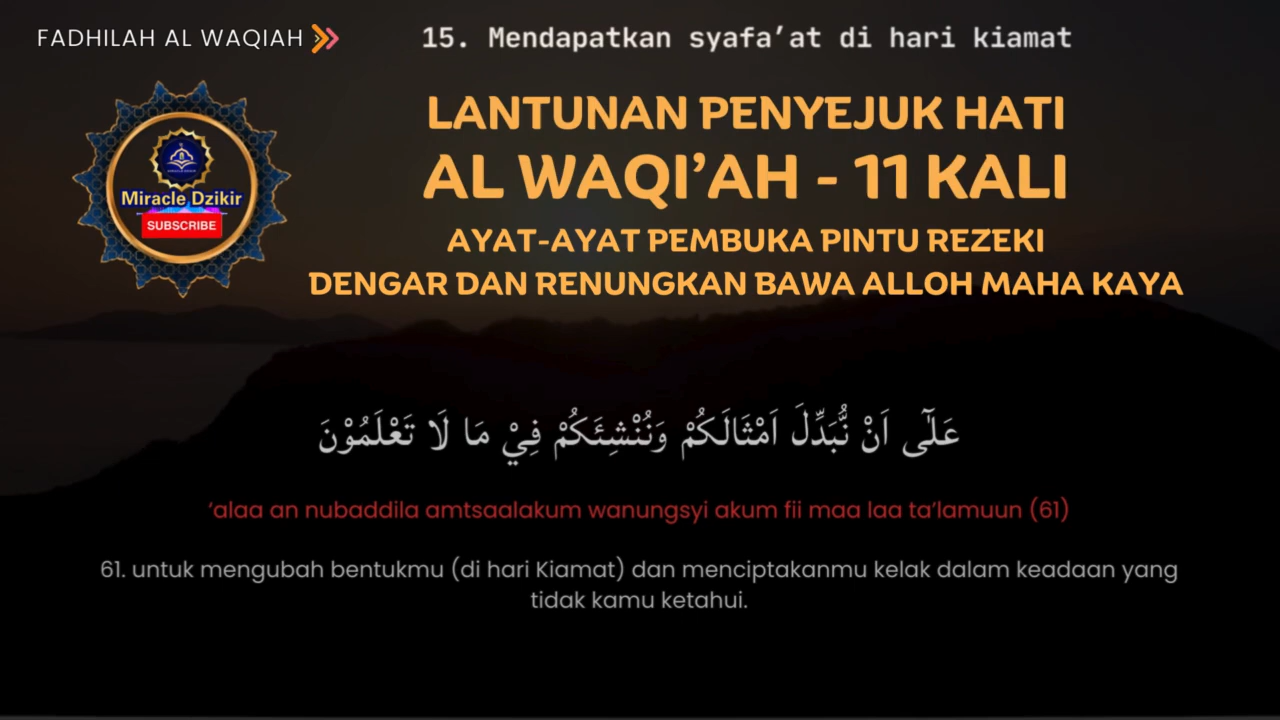 FADHILAH AL WAQIAH
15. Mendapatkan syafa’at di hari kiamat
LANTUNAN PENYEJUK HATI
AL WAQI’AH - 11 KALI
AYAT-AYAT PEMBUKA PINTU REZEKI
DENGAR DAN RENUNGKAN BAWA ALLOH MAHA KAYA
Miracle Dzikir
SUBSCRIBE
عَلٰٓى اَنْ نُّبَدِّلَ اَمْثَالَكُمْ وَنُنْشِئَكُمْ فِيْ مَا لَا تَعْلَمُوْنَ
‘alaa an nubaddila amtsaalakum wanungsyi akum fii maa laa ta’lamuun (61)
61. untuk mengubah bentukmu (di hari Kiamat) dan menciptakanmu kelak dalam keadaan yang
tidak kamu ketahui.